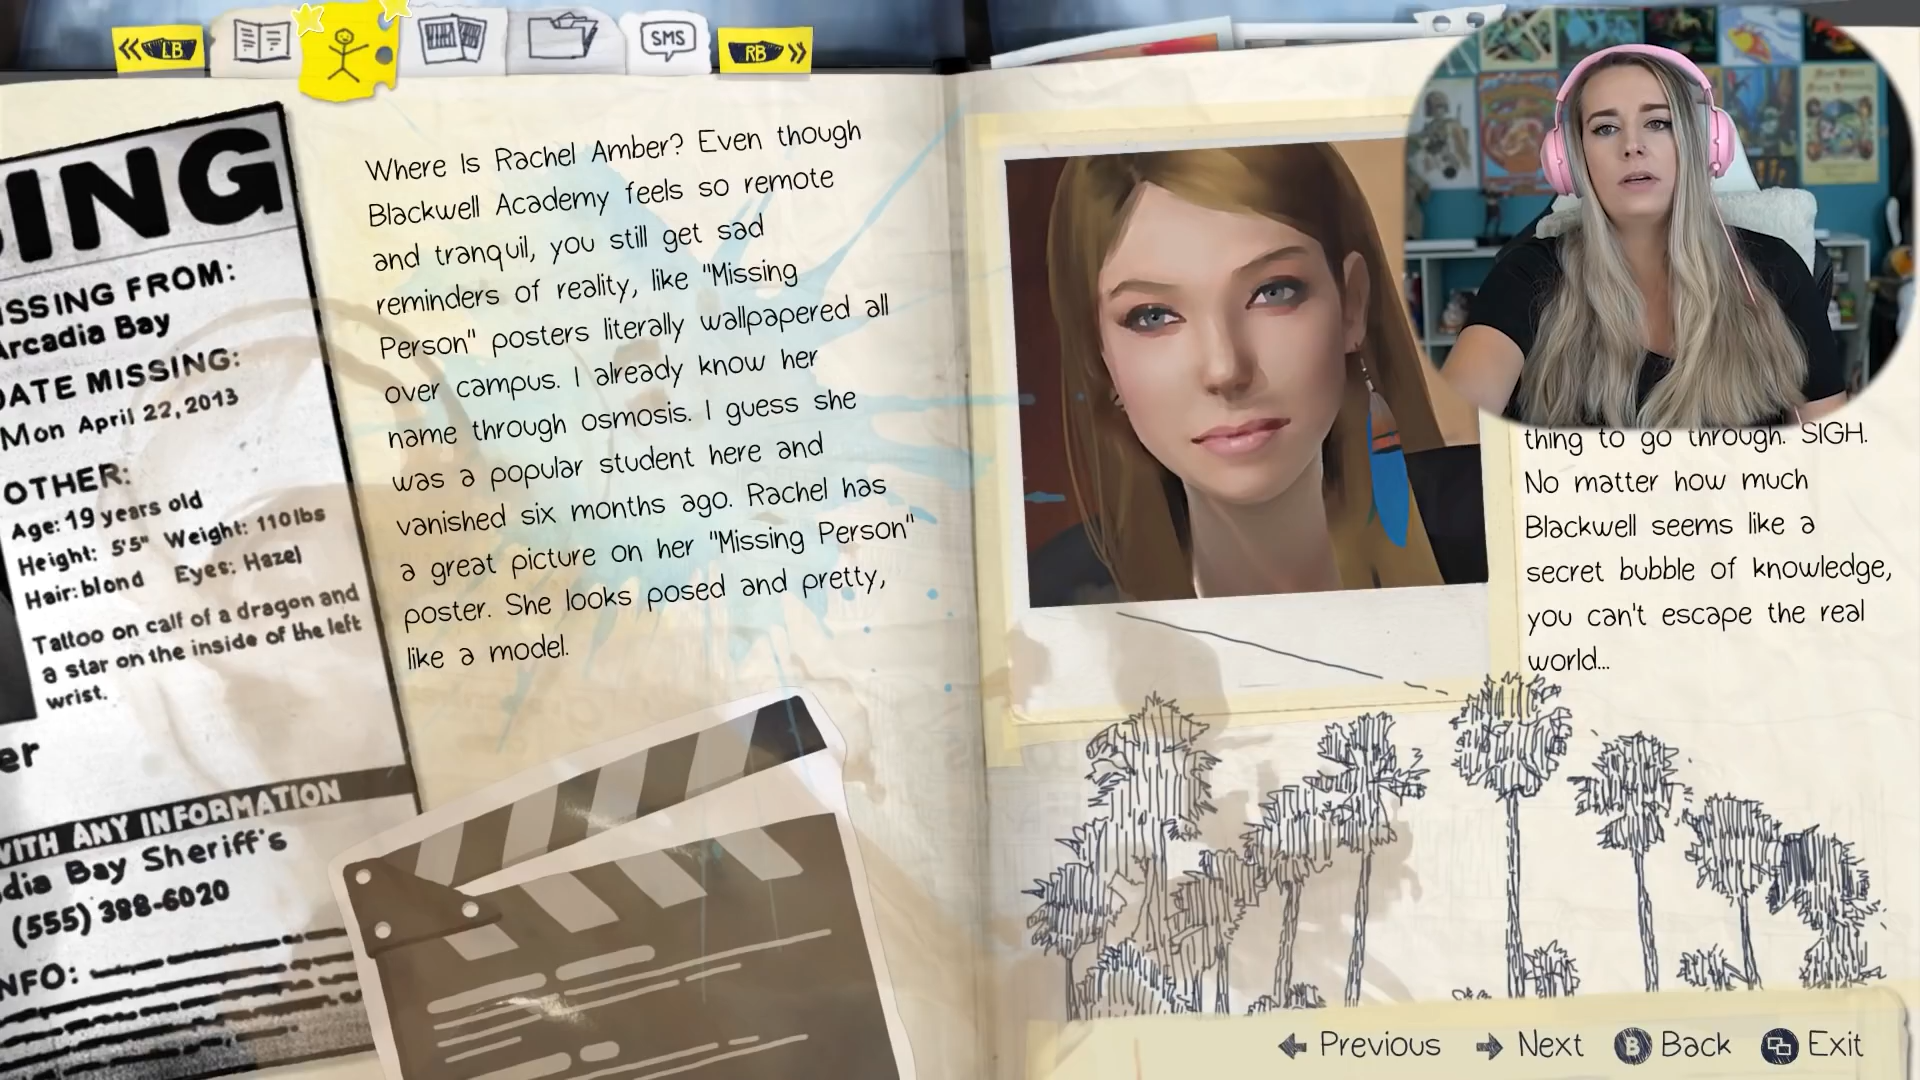 LB
SMS
RB
ING
ISSING FROM:
Arcadia Bay
DATE MISSING:
Mon April 22, 2013
OTHER:
Age: 19 years old
Height: 5'5" Weight: 110lbs
Hair: blond Eyes: Hazel
Tattoo on calf of a dragon and
a star on the inside of the left
wrist.
er
WITH ANY INFORMATION
dia Bay Sheriff's
(555) 388-6020
NFO:
Where Is Rachel Amber? Even though
Blackwell Academy feels so remote
and tranquil, you still get sad
reminders of reality, like "Missing
Person" posters literally wallpapered all
over campus. I already know her
name through osmosis. I guess she
was a popular student here and
vanished six months ago. Rachel has
a great picture on her "Missing Person"
poster. She looks posed and pretty,
like a model.
thing to go through. SIGH.
No matter how much
Blackwell seems like a
secret bubble of knowledge,
you can't escape the real
world...
Previous Next B Back Exit